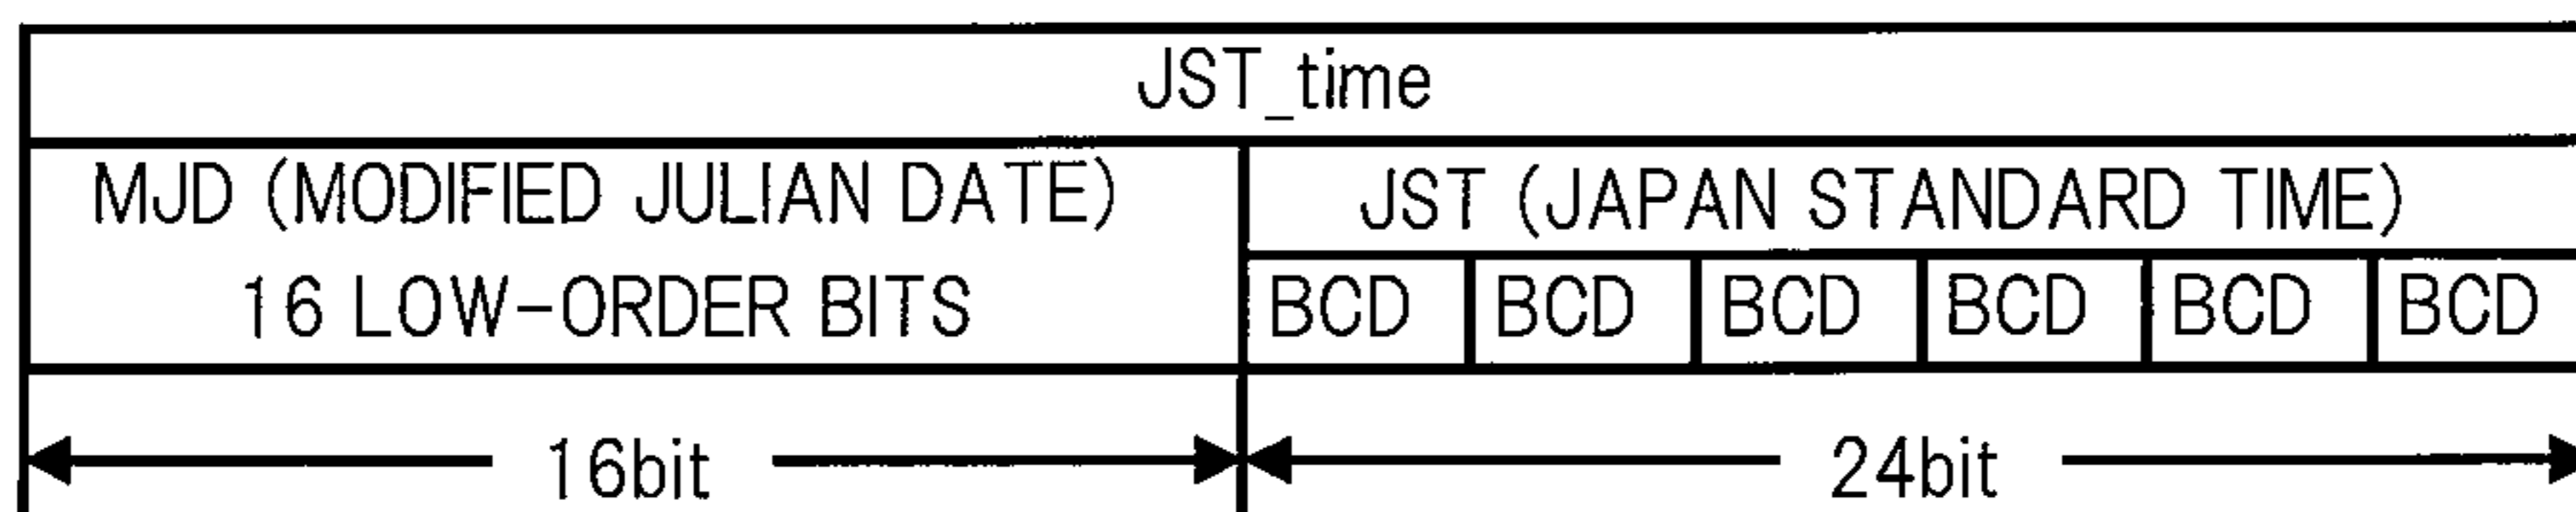 JST_time
MJD (MODIFIED JULIAN DATE)
16 LOW-ORDER BITS
JST (JAPAN STANDARD TIME)
BCD BCD BCD BCD BCD BCD
16bit 24bit